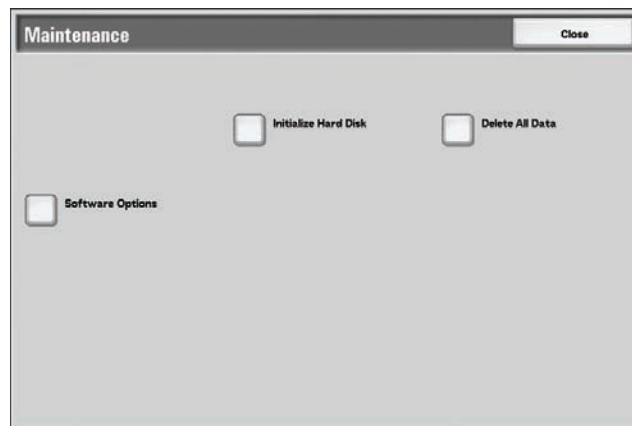 Maintenance
Close
Initialize Hard Disk
Delete All Data
Software Options